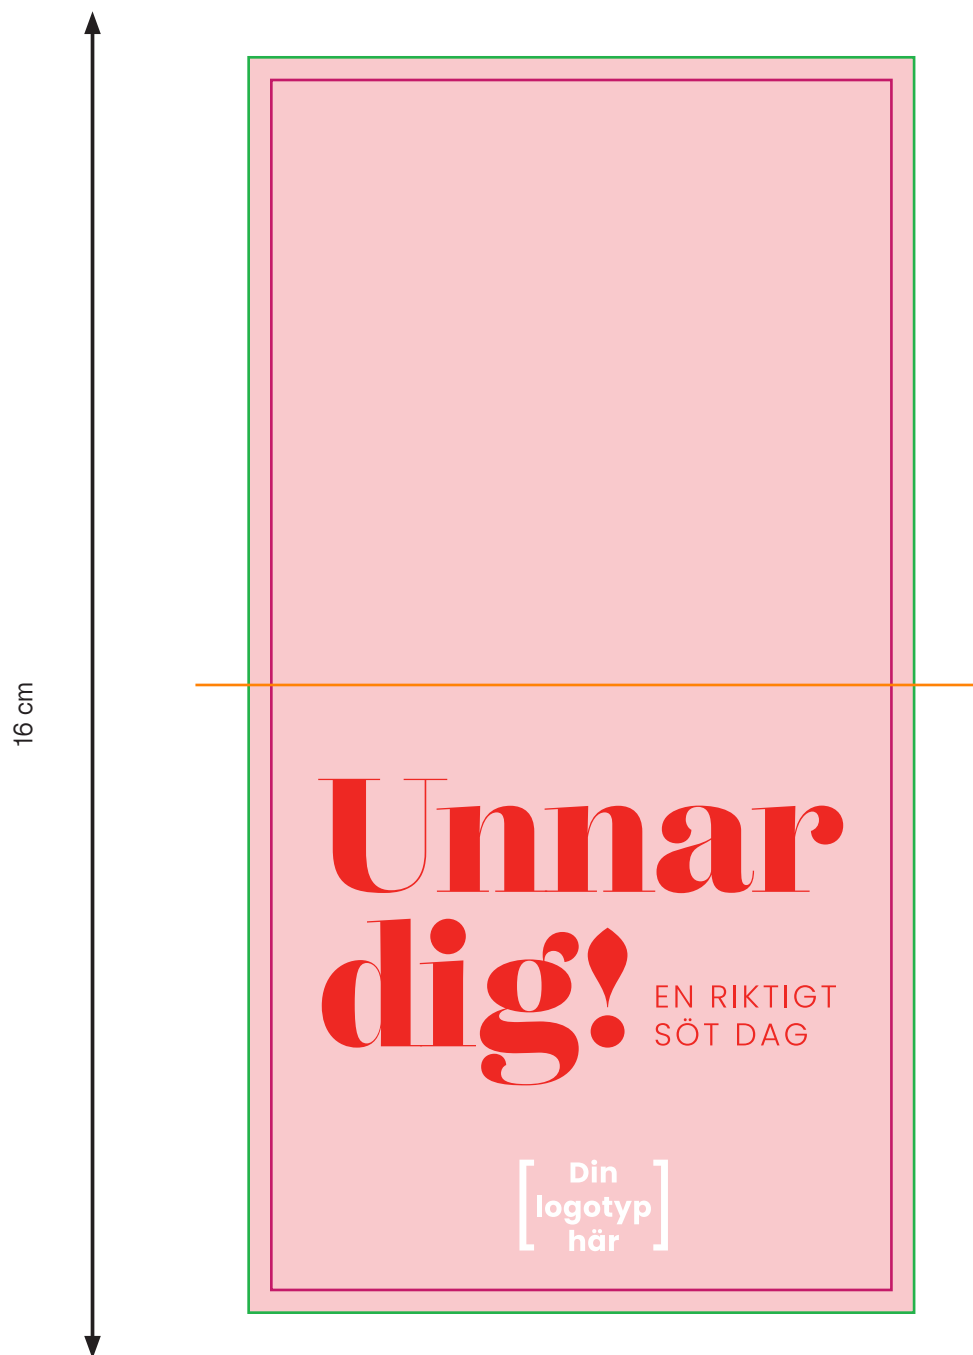 16 cm
Unnar
dig!
EN RIKTIGT
SÖT DAG
Din
logotyp
här